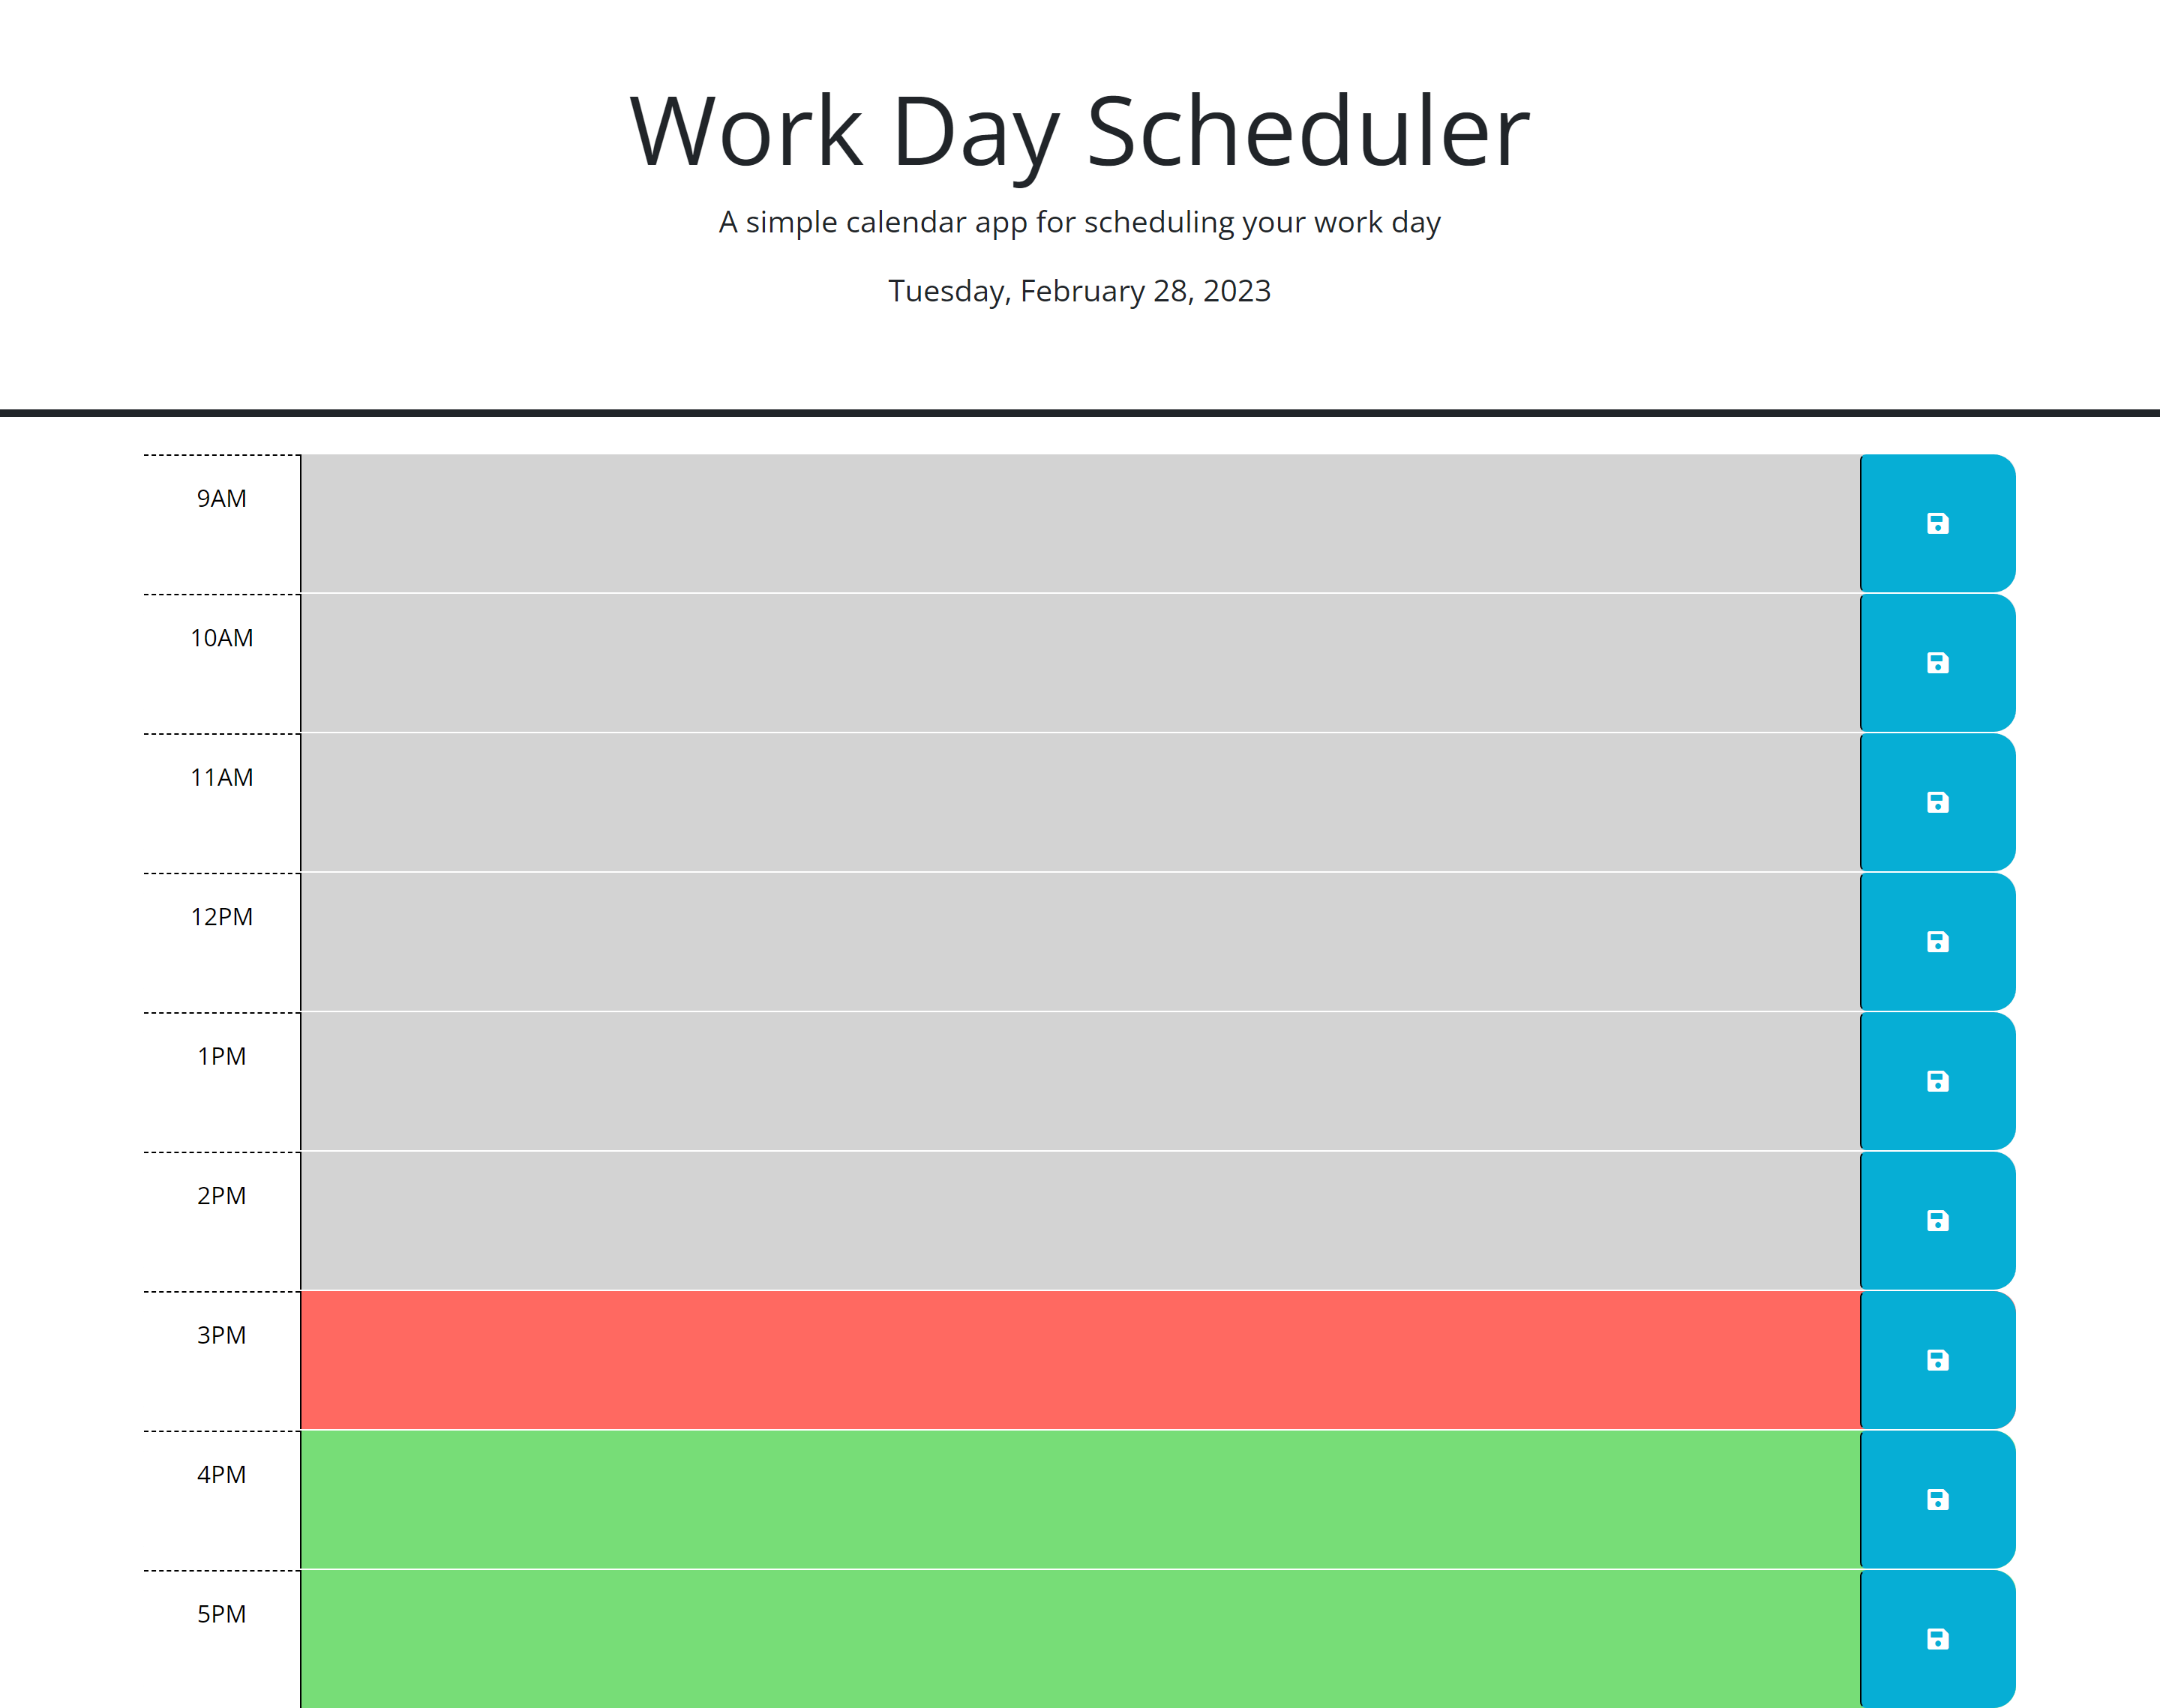 Work Day Scheduler
A simple calendar app for scheduling your work day
Tuesday, February 28, 2023
9AM
10AM
11AM
12PM
1PM
2PM
3PM
4PM
5PM